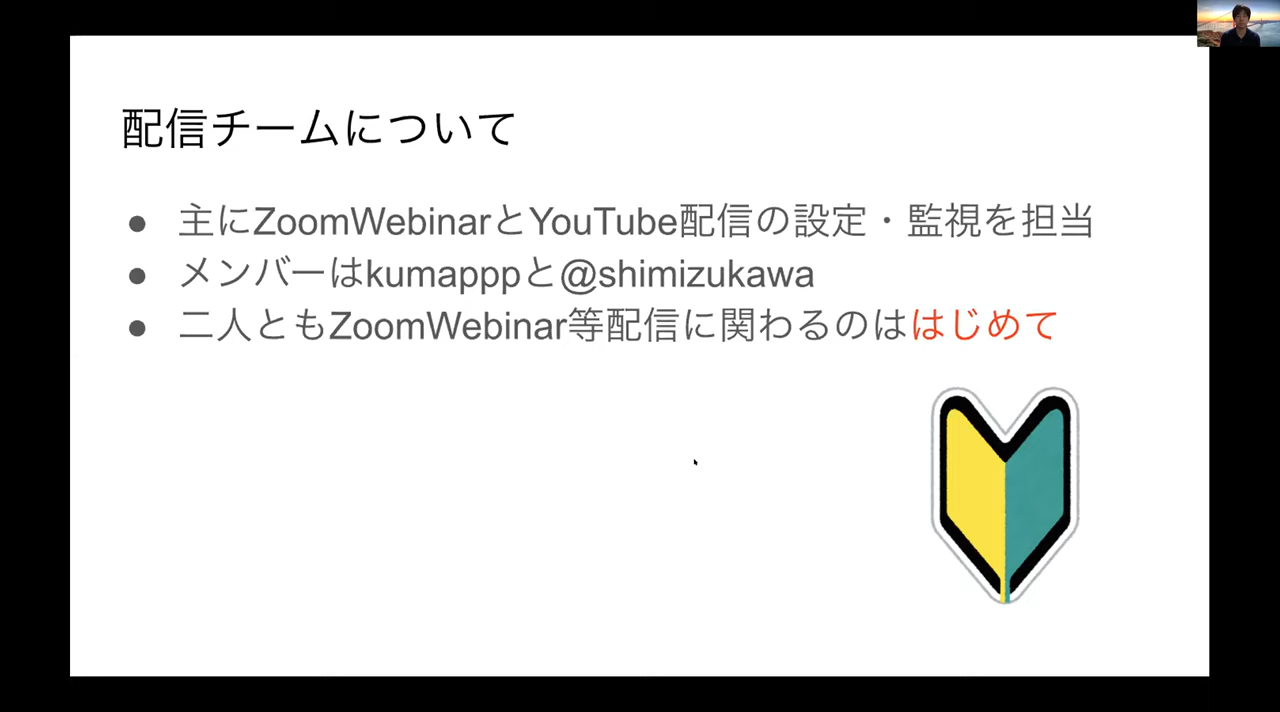 配信チームについて
● 主にZoomWebinarとYouTube配信の設定・監視を担当
● メンバーはkumapppと@shimizukawa
● 二人ともZoomWebinar等配信に関わるのははじめて